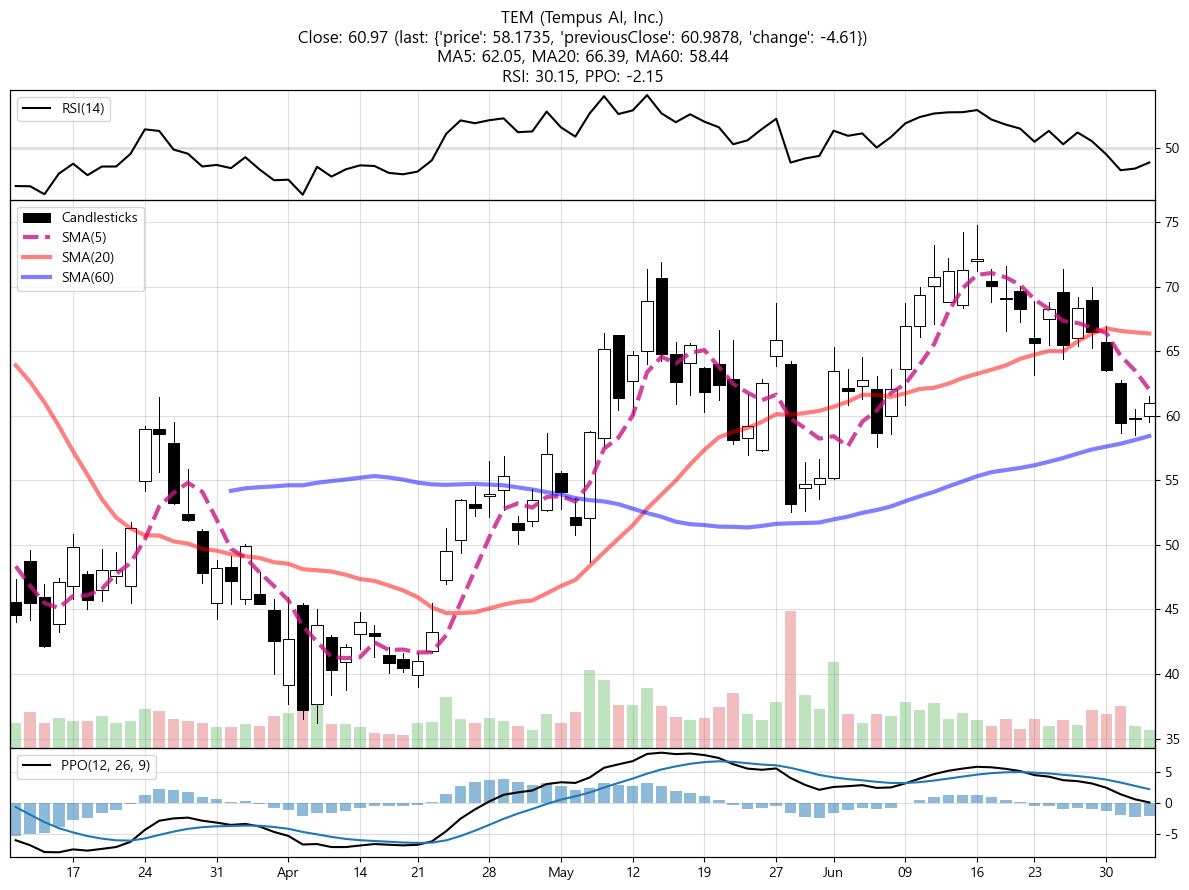 TEM (Tempus AI, Inc.)
Close: 60.97 (last: {'price': 58.1735, 'previousClose': 60.9878, 'change': -4.61})
MA5: 62.05, MA20: 66.39, MA60: 58.44
RSI: 30.15, PPO: -2.15
RSI(14)
50
Candlesticks
SMA(5)
SMA(20)
SMA(60)
75
70
65
60
55
50
45
40
35
PPO(12, 26, 9)
5
0
-5
17 24 31 Apr 14 21 28 May 12 19 27 Jun 09 16 23 30